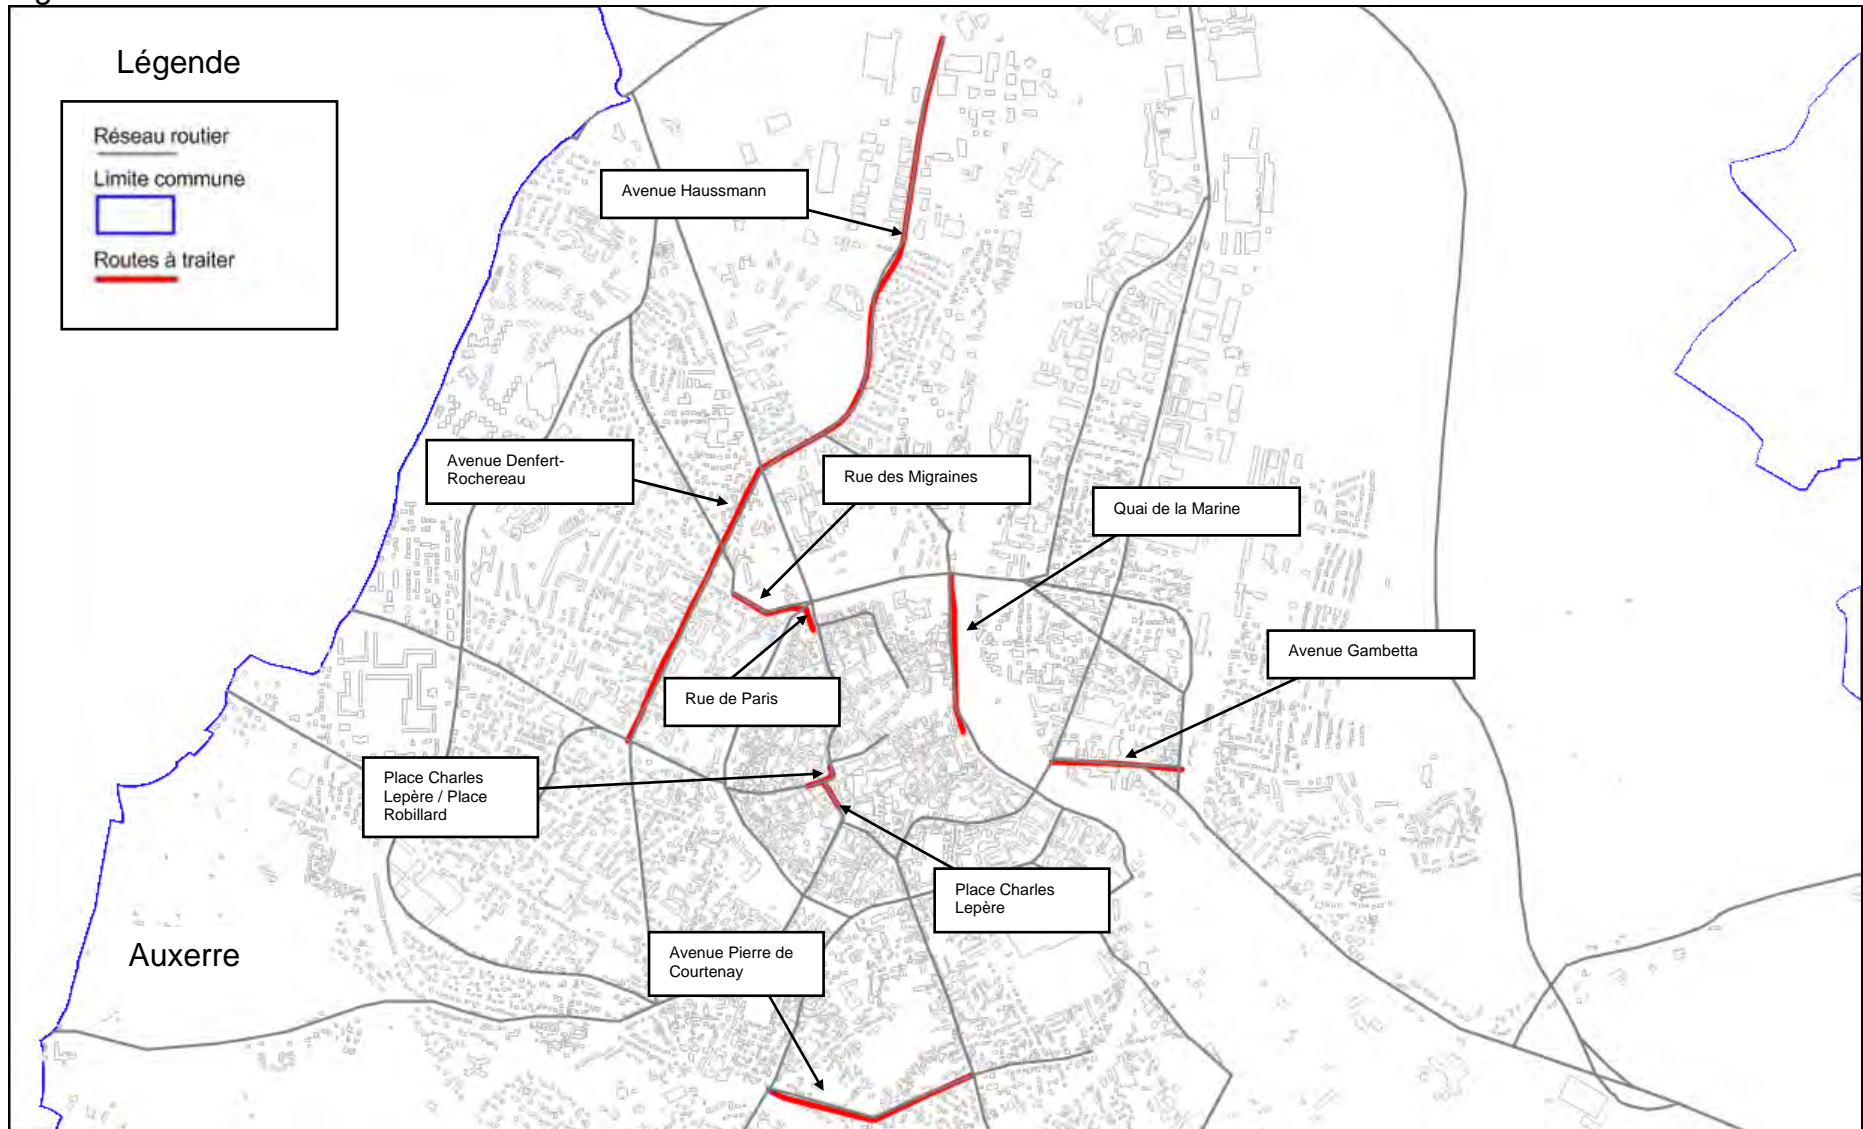 Légende
Réseau routier
Limite commune
Routes à traiter
Avenue Haussmann
Avenue Denfert-
Rochereau
Rue des Migraines
Quai de la Marine
Avenue Gambetta
Rue de Paris
Place Charles
Lepère / Place
Robillard
Place Charles
Lepère
Avenue Pierre de
Courtenay
Auxerre